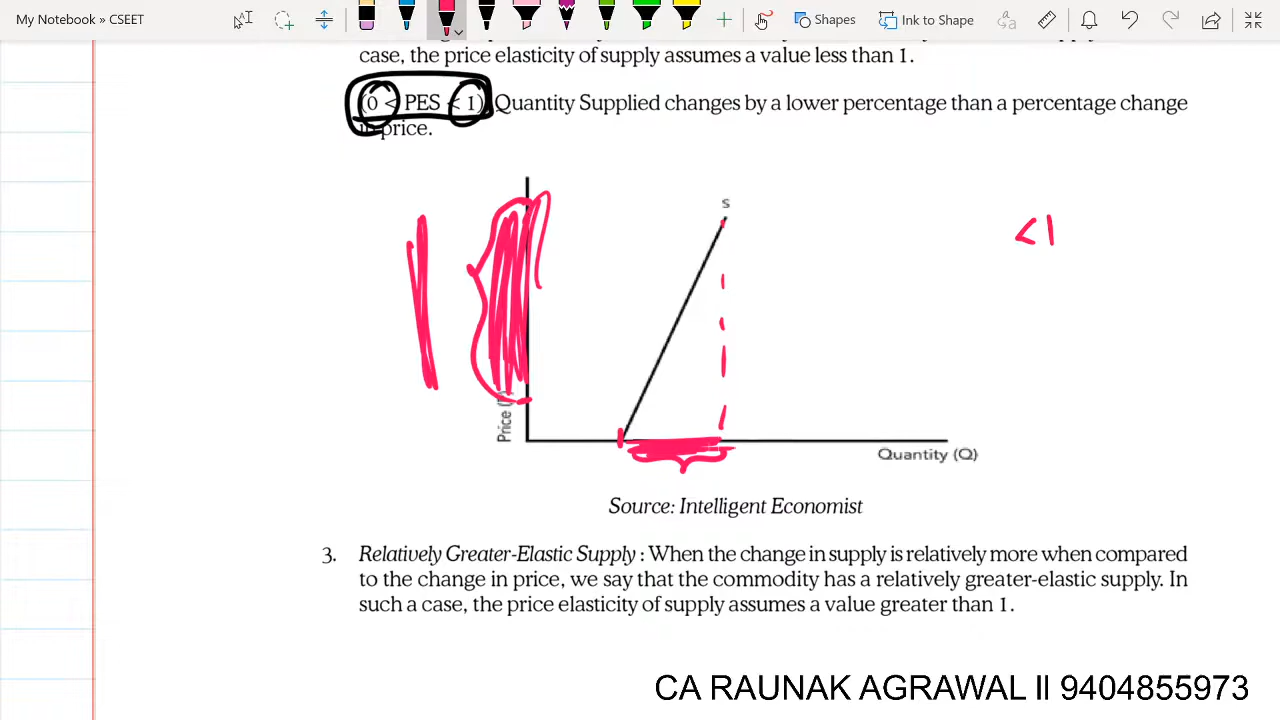 My Notebook » CSEET
Shapes
Ink to Shape
case, the price elasticity of supply assumes a value less than 1.
(0 < PES < 1) Quantity Supplied changes by a lower percentage than a percentage change
in price.
S
<1
Price
Quantity (Q)
Source: Intelligent Economist
3. Relatively Greater-Elastic Supply : When the change in supply is relatively more when compared
to the change in price, we say that the commodity has a relatively greater-elastic supply. In
such a case, the price elasticity of supply assumes a value greater than 1.
CA RAUNAK AGRAWAL II 9404855973